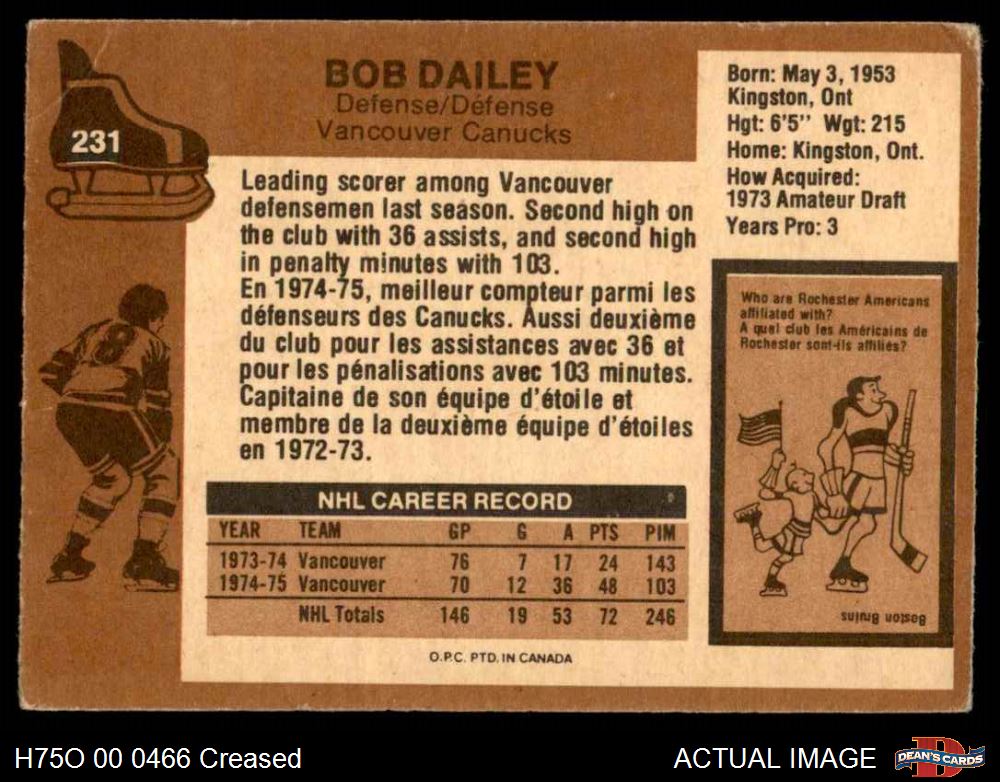 231
BOB DAILEY
Defense/Défense
Vancouver Canucks
Born: May 3, 1953
Kingston, Ont
Hgt: 6'5" Wgt: 215
Home: Kingston, Ont.
How Acquired:
1973 Amateur Draft
Years Pro: 3
Leading scorer among Vancouver
defensemen last season. Second high on
the club with 36 assists, and second high
in penalty minutes with 103.
En 1974-75, meilleur compteur parmi les
défenseurs des Canucks. Aussi deuxième
du club pour les assistances avec 36 et
pour les pénalisations avec 103 minutes.
Capitaine de son équipe d'étoile et
membre de la deuxième équipe d'étoiles
en 1972-73.
Who are Rochester Americans
affiliated with?
A quel club les Américains de
Rochester sont-ils affiliés?
Boston Bruins
8
NHL CAREER RECORD
YEAR TEAM GP G A PTS PIM
1973-74 Vancouver 76 7 17 24 143
1974-75 Vancouver 70 12 36 48 103
NHL Totals 146 19 53 72 246
O.P.C. PTD. IN CANADA
H75O 00 0466 Creased
ACTUAL IMAGE
D
DEAN'S CARDS